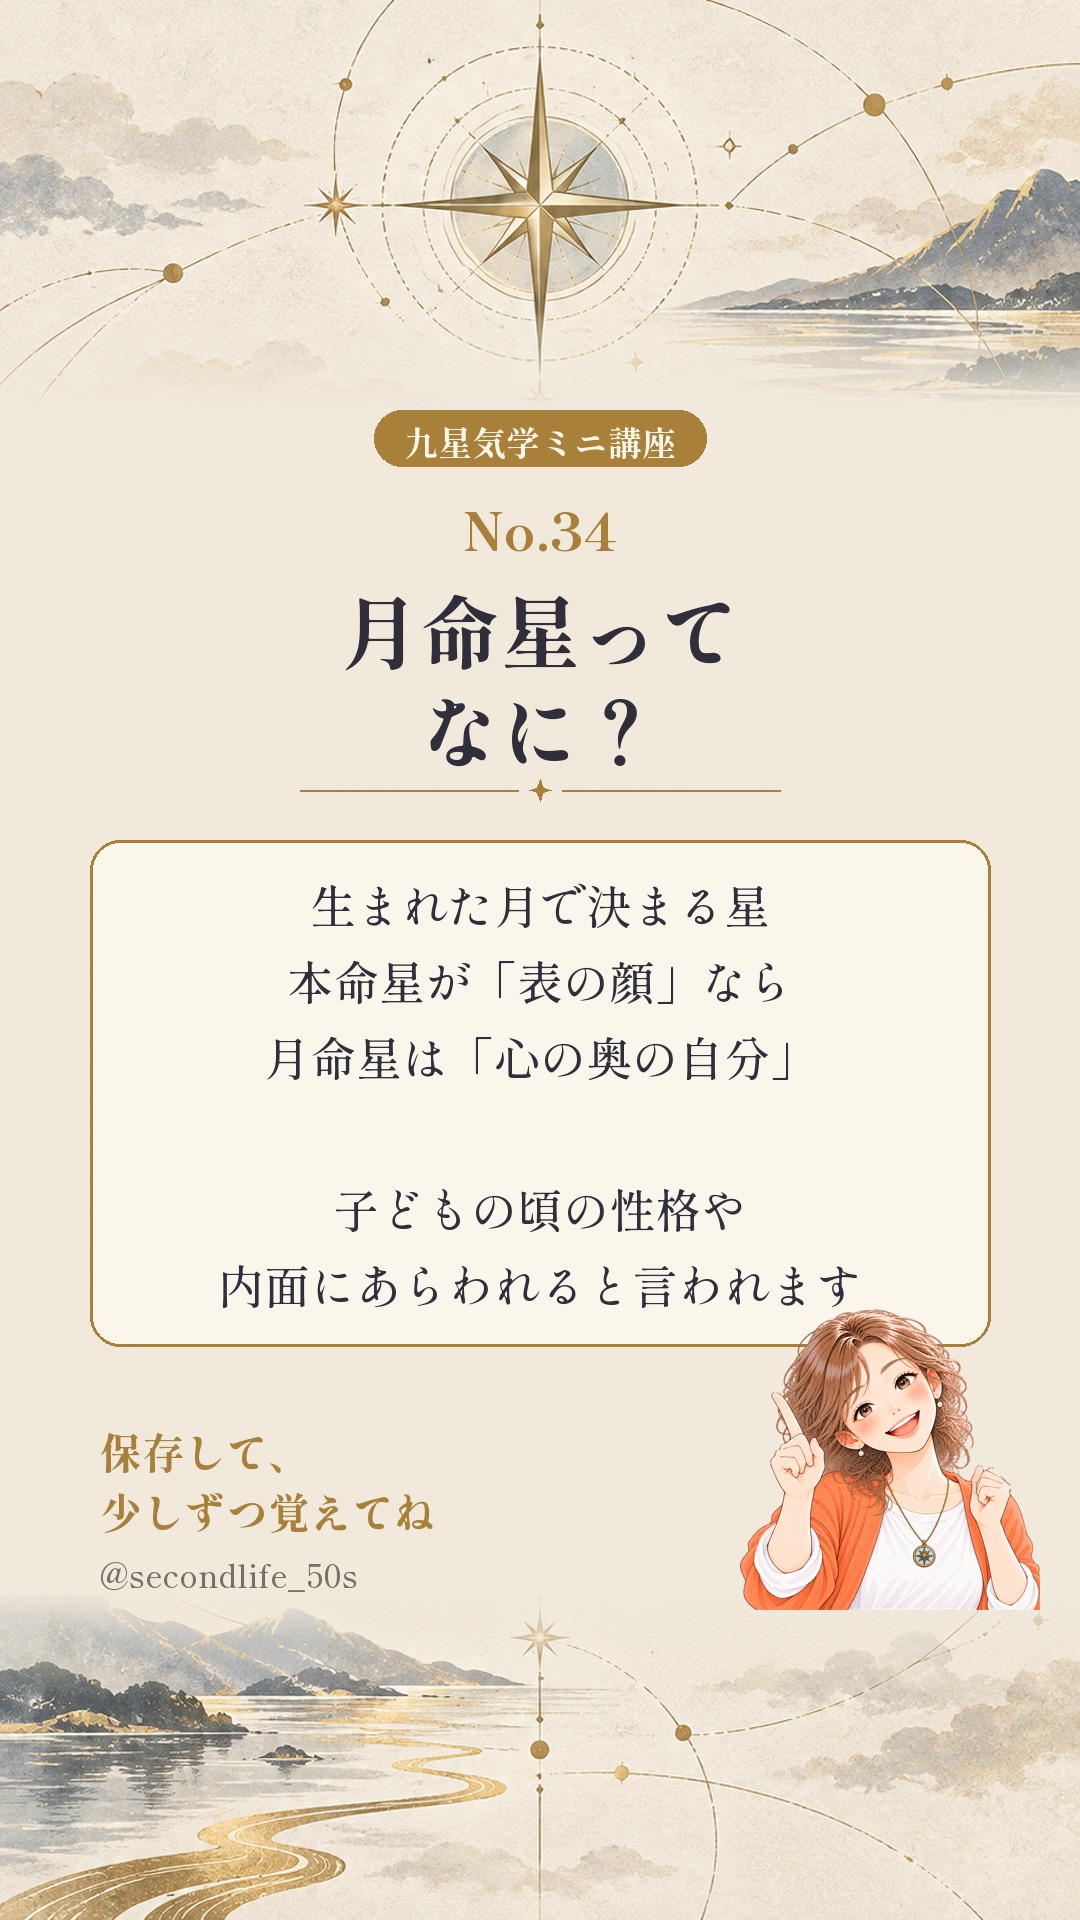 九星気学ミニ講座
No.34
月命星って
なに？
生まれた月で決まる星
本命星が「表の顔」なら
月命星は「心の奥の自分」
子どもの頃の性格や
内面にあらわれると言われます
保存して、
少しずつ覚えてね
@secondlife_50s